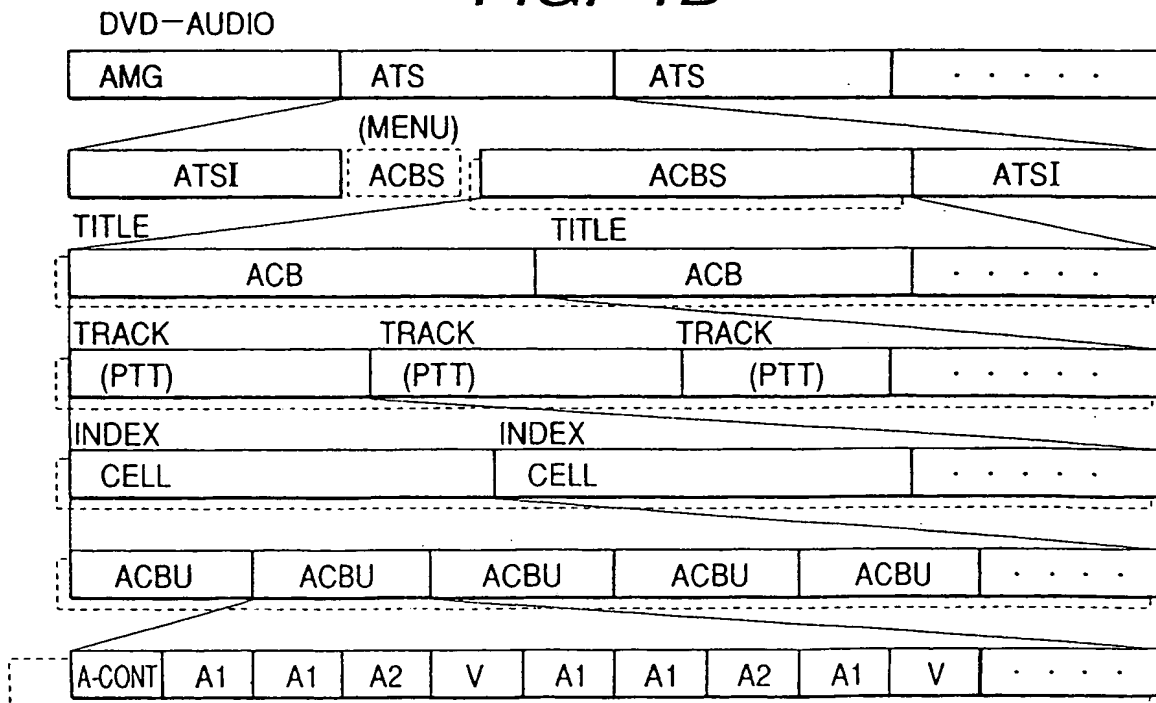 DVD-AUDIO
AMG ATS ATS . . . . .
(MENU)
ATSI ACBS ACBS ATSI
TITLE TITLE
ACB ACB . . . . .
TRACK TRACK TRACK
(PTT) (PTT) (PTT) . . . . .
INDEX INDEX
CELL CELL . . . . .
ACBU ACBU ACBU ACBU ACBU . . . .
A-CONT A1 A1 A2 V A1 A1 A2 A1 V . . . .